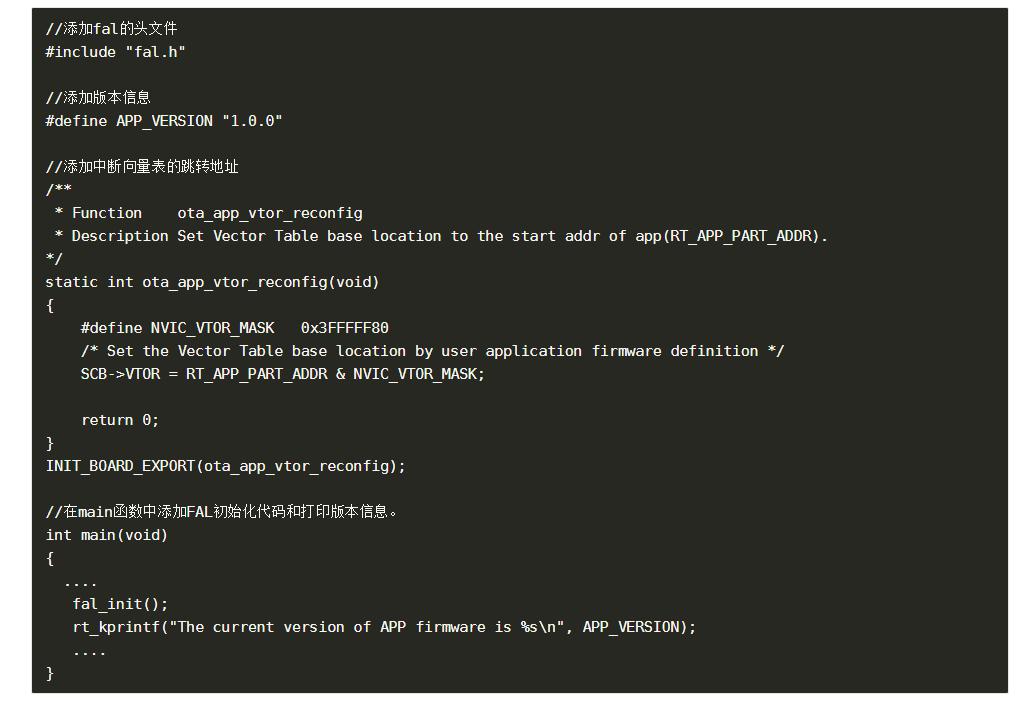 //添加fal的头文件
#include "fal.h"
//添加版本信息
#define APP_VERSION "1.0.0"
//添加中断向量表的跳转地址
/**
 * Function    ota_app_vtor_reconfig
 * Description Set Vector Table base location to the start addr of app(RT_APP_PART_ADDR).
*/
static int ota_app_vtor_reconfig(void)
{
    #define NVIC_VTOR_MASK   0x3FFFFF80
    /* Set the Vector Table base location by user application firmware definition */
    SCB->VTOR = RT_APP_PART_ADDR & NVIC_VTOR_MASK;
    return 0;
}
INIT_BOARD_EXPORT(ota_app_vtor_reconfig);
//在main函数中添加FAL初始化代码和打印版本信息。
int main(void)
{
  ....
   fal_init();
   rt_kprintf("The current version of APP firmware is %s\n", APP_VERSION);
   ....
}